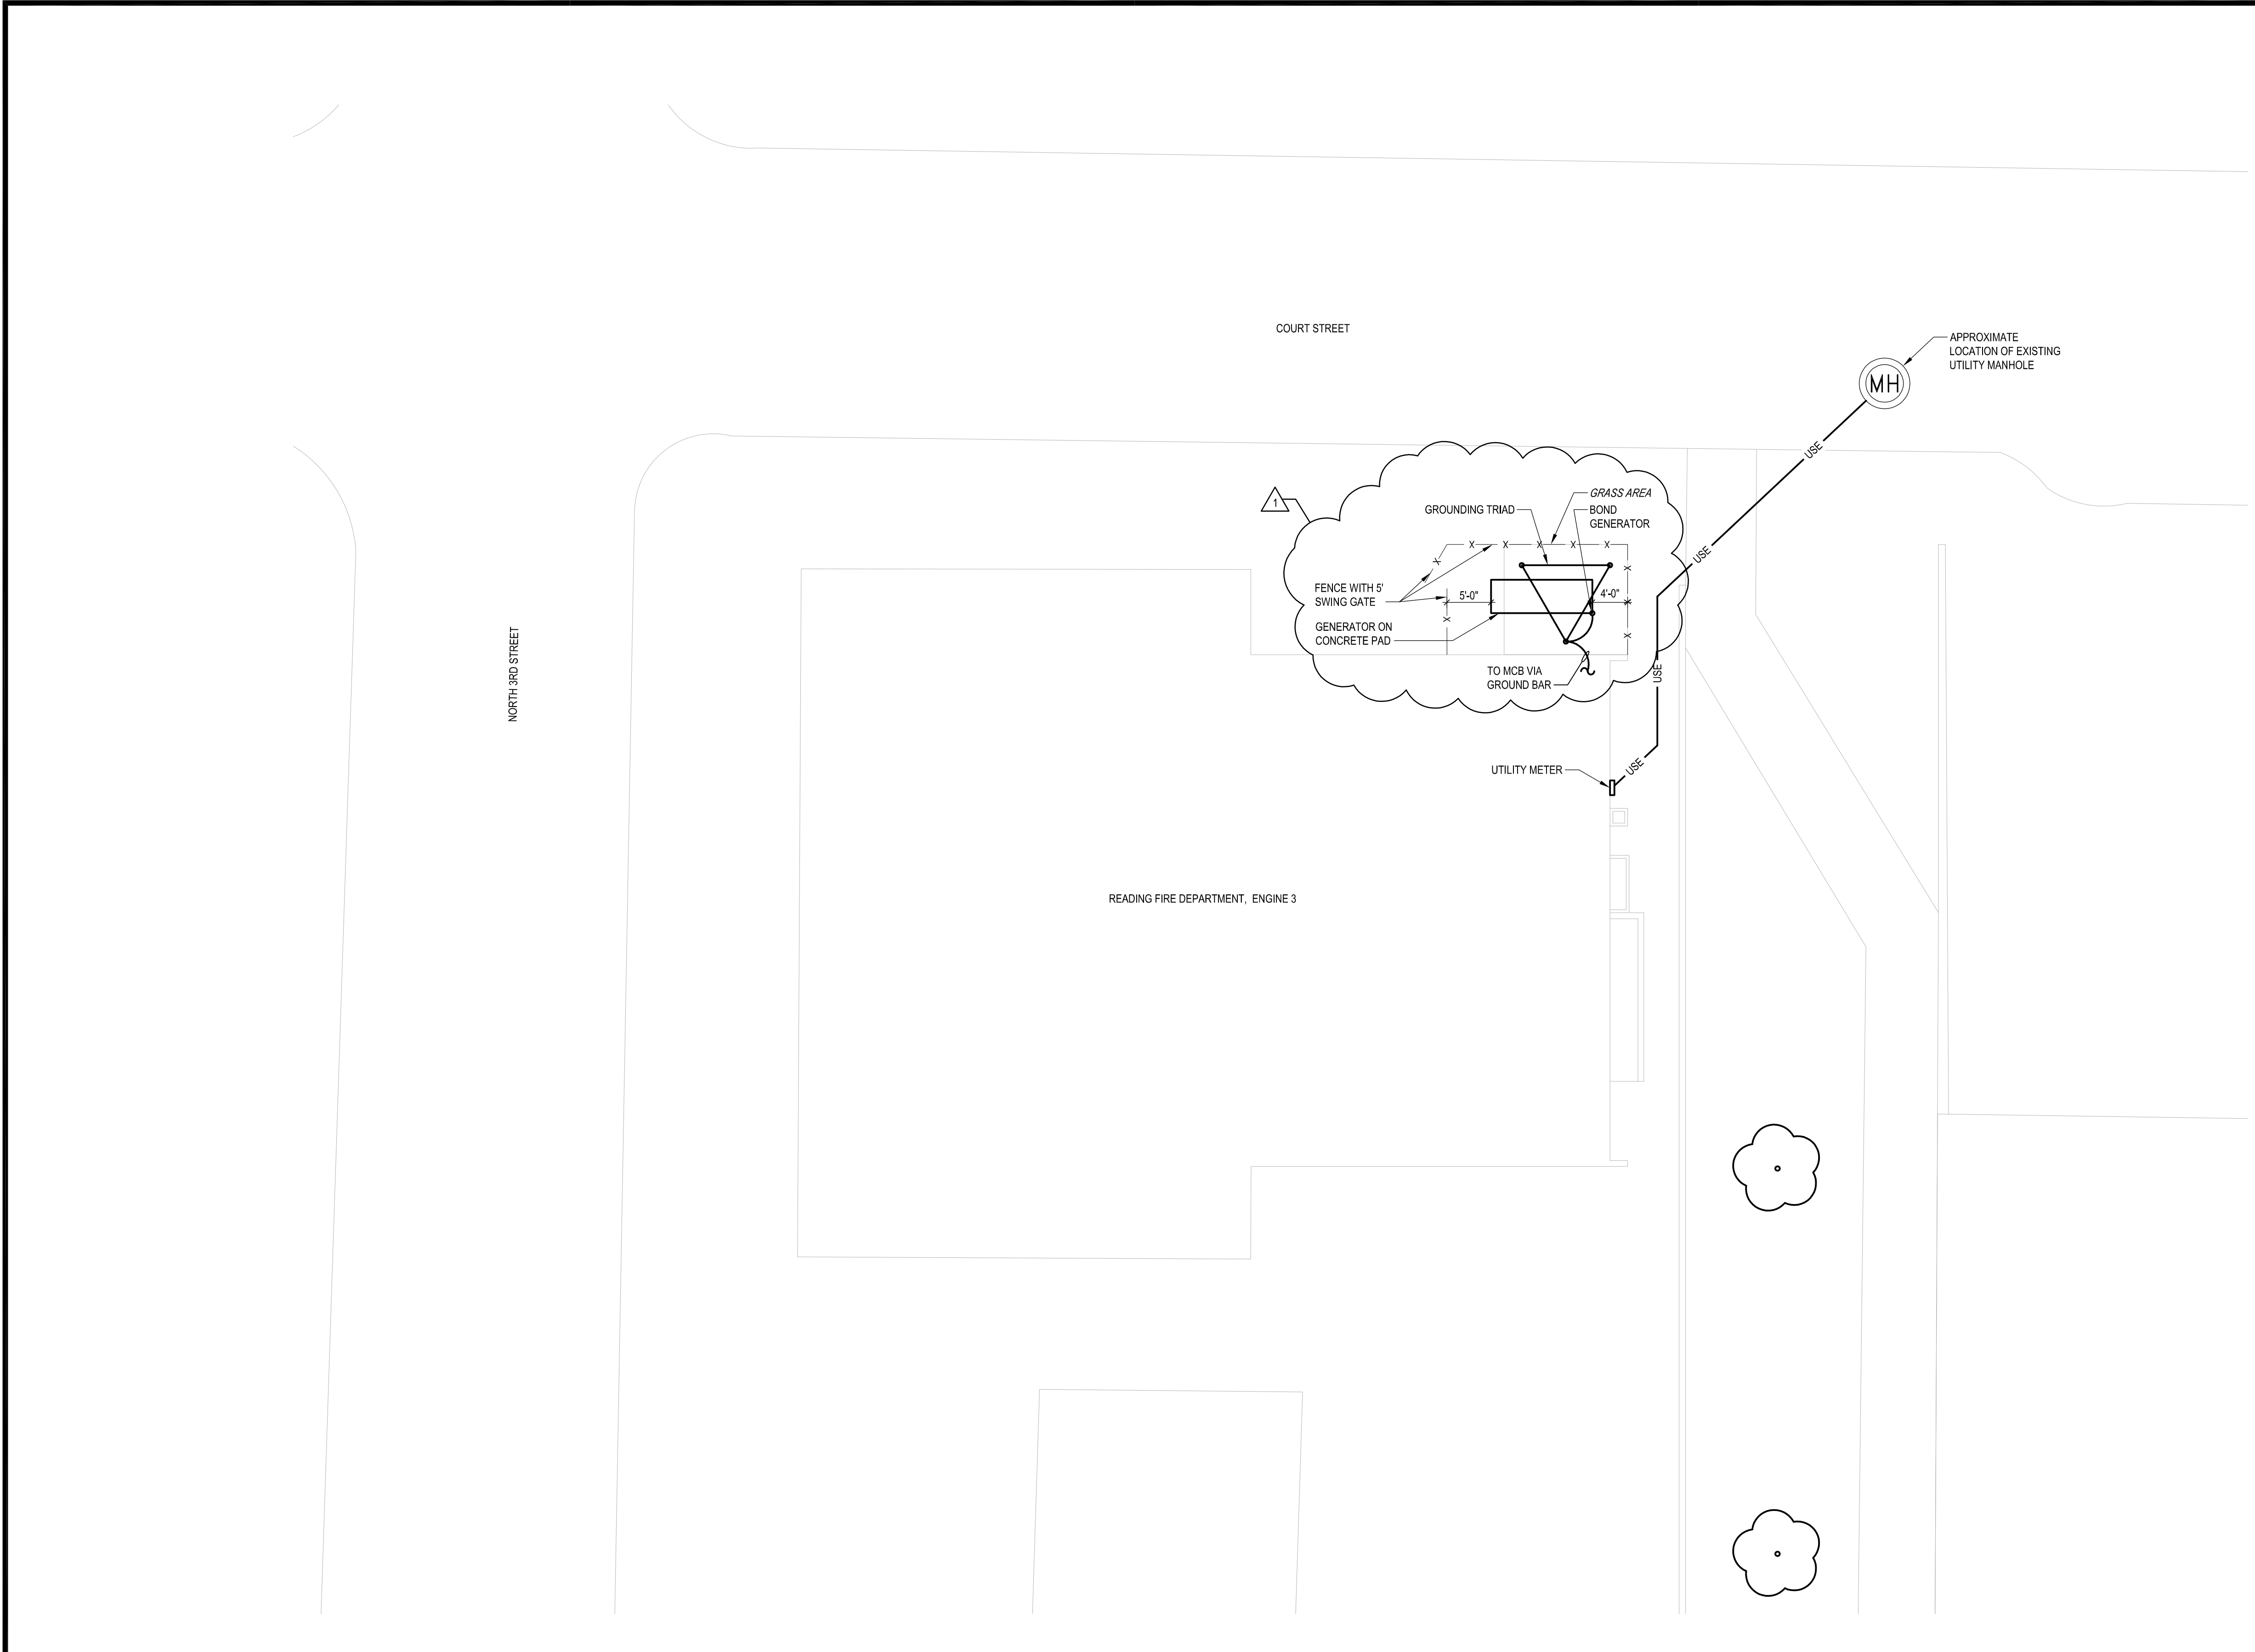 COURT STREET
APPROXIMATE
LOCATION OF EXISTING
UTILITY MANHOLE
MH
USE
1
GRASS AREA
GROUNDING TRIAD
BOND
GENERATOR
X X X X X
X
X
USE
FENCE WITH 5'
SWING GATE
5'-0"
4'-0"
X
X
X
GENERATOR ON
CONCRETE PAD
X
NORTH 3RD STREET
TO MCB VIA
GROUND BAR
USE
UTILITY METER
USE
READING FIRE DEPARTMENT, ENGINE 3